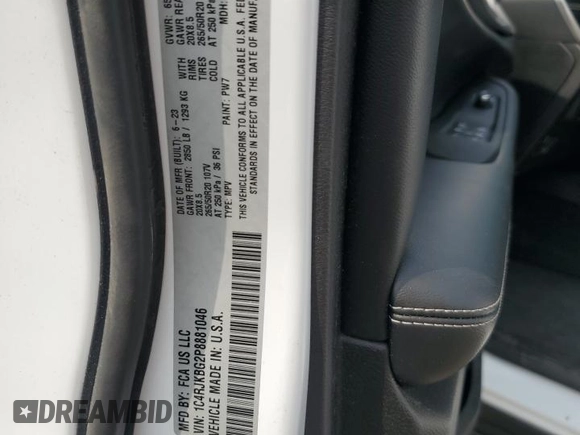 MFD BY: FCA US LLC
VIN: 1C4RJKBG2P8881046
VEHICLE MADE IN: U.S.A.
DATE OF MFR (BUILT): 6-23
GAWR FRONT: 2850 LB / 1293 KG
20X8.5
265/50R20 107V
AT 250 kPa / 36 PSI
TYPE: MPV
PAINT: PW7
GVWR:
GAWR REA
20X8.5
265/50R20
AT 250 kPa
MDH:
WITH
RIMS
TIRES
COLD
THIS VEHICLE CONFORMS TO ALL APPLICABLE U.S.A. FE
STANDARDS IN EFFECT ON THE DATE OF MANUF
DREAMBID